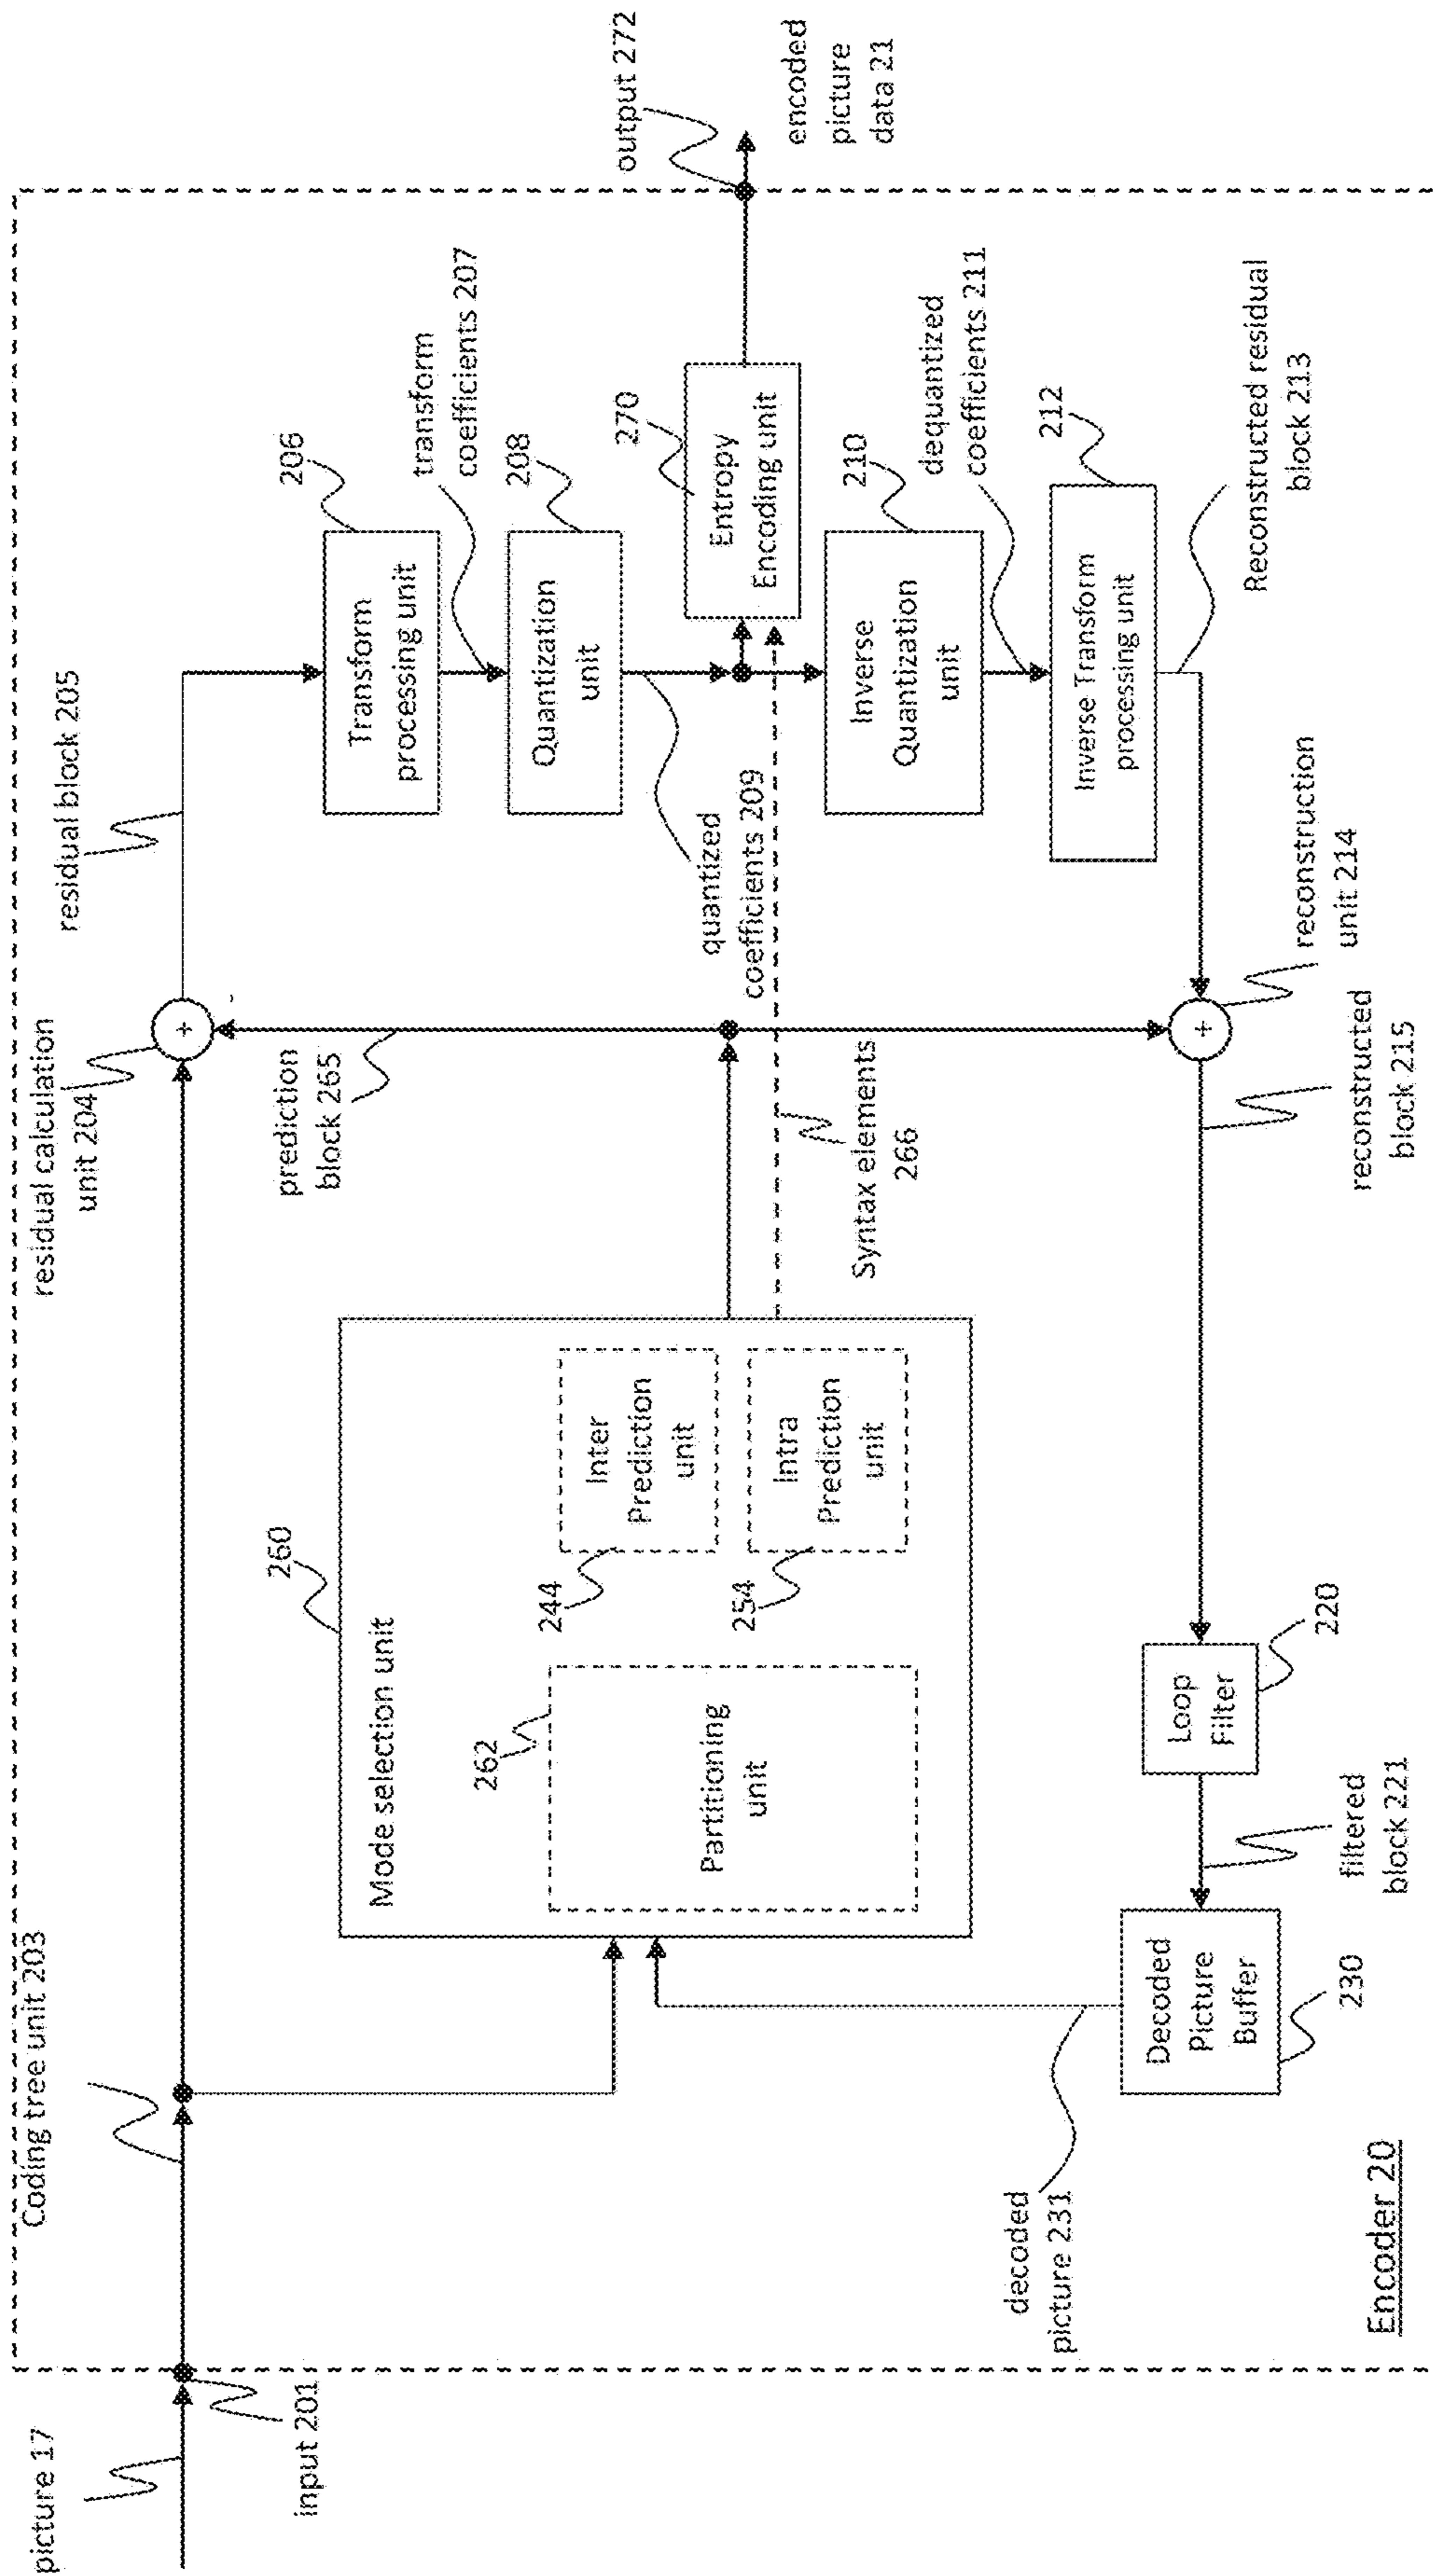 picture 17
input 201
Coding tree unit 203
residual calculation
unit 204
residual block 205
prediction
block 265
260
Mode selection unit
262
Partitioning
unit
244
Inter
Prediction
unit
254
Intra
Prediction
unit
Syntax elements
266
206
Transform
processing unit
transform
coefficients 207
208
Quantization
unit
quantized
coefficients 209
270
Entropy
Encoding unit
output 272
encoded
picture
data 21
210
Inverse
Quantization
unit
dequantized
coefficients 211
212
Inverse Transform
processing unit
Reconstructed residual
block 213
+
+
reconstruction
unit 214
reconstructed
block 215
220
Loop
Filter
filtered
block 221
Decoded
Picture
Buffer
230
decoded
picture 231
Encoder 20